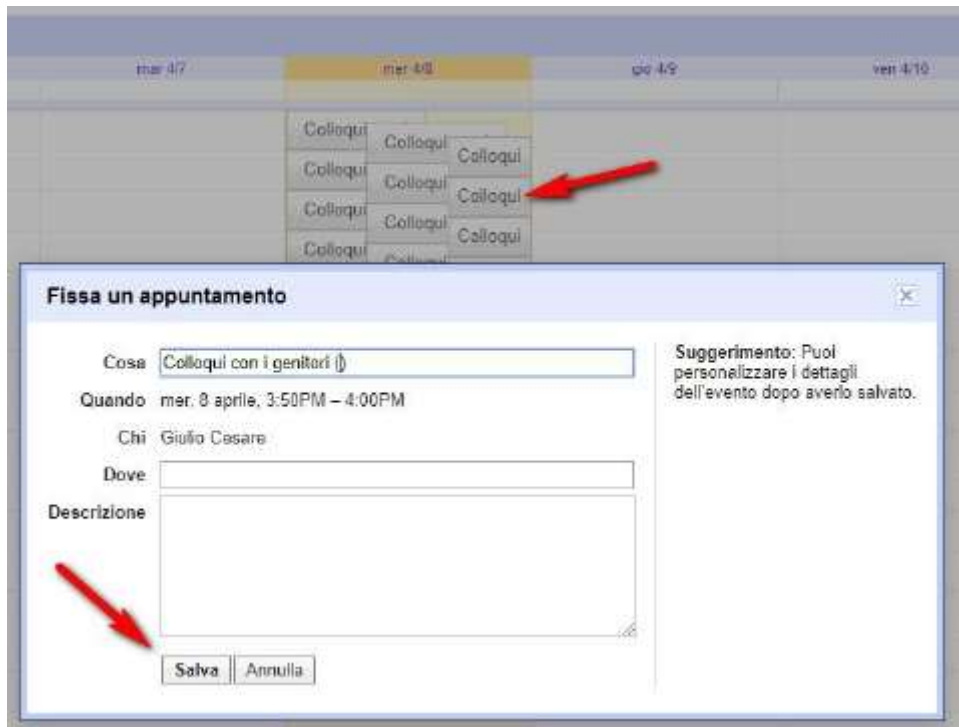 mar 4/7 mer 4/8 gio 4/9 ven 4/10
Colloqui
Colloqui
Colloqui
Colloqui
Colloqui
Colloqui
Colloqui
Colloqui
Colloqui
Colloqui
Colloqui
Fissa un appuntamento
Cosa Colloqui con i genitori ()
Quando mer. 8 aprile, 3:50PM – 4:00PM
Chi Giulio Cesare
Dove
Descrizione
Salva Annulla
Suggerimento: Puoi
personalizzare i dettagli
dell'evento dopo averlo salvato.